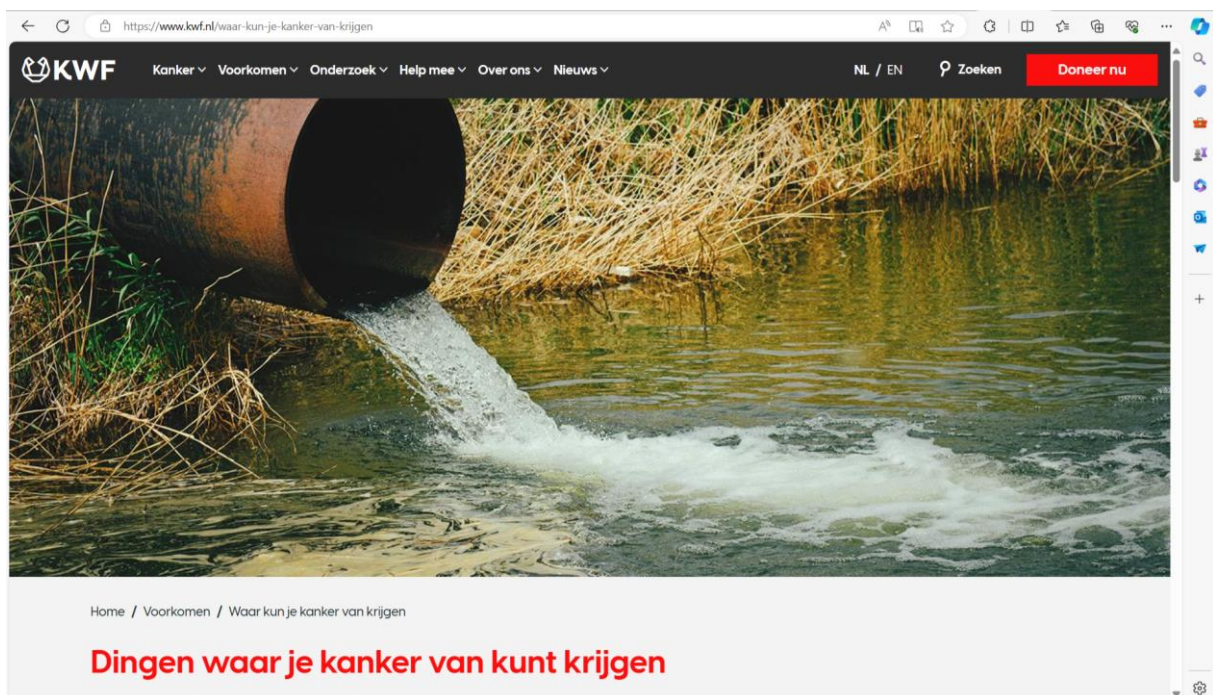 https://www.kwf.nl/waar-kun-je-kanker-van-krijgen
KWF Kanker Voorkomen Onderzoek Help mee Over ons Nieuws NL / EN Zoeken Doneer nu
Home / Voorkomen / Waar kun je kanker van krijgen
Dingen waar je kanker van kunt krijgen